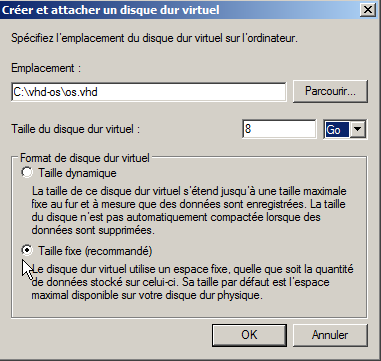 Créer et attacher un disque dur virtuel
Spécifiez l'emplacement du disque dur virtuel sur l'ordinateur.
Emplacement :
C:\vhd-os\os.vhd
Parcourir...
Taille du disque dur virtuel :
8
Go
Format de disque dur virtuel
Taille dynamique
La taille de ce disque dur virtuel s'étend jusqu'à une taille maximale
fixe au fur et à mesure que des données sont enregistrées. La taille
du disque n'est pas automatiquement compactée lorsque des
données sont supprimées.
Taille fixe (recommandé)
Le disque dur virtuel utilise un espace fixe, quelle que soit la quantité
de données stocké sur celui-ci. Sa taille par défaut est l'espace
maximal disponible sur votre disque dur physique.
OK
Annuler